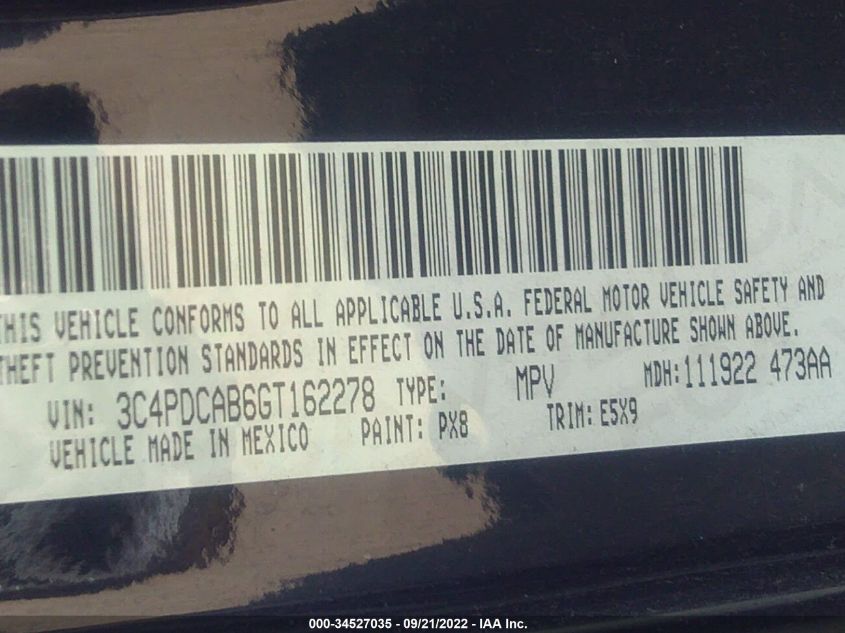 THIS VEHICLE CONFORMS TO ALL APPLICABLE U.S.A. FEDERAL MOTOR VEHICLE SAFETY AND
THEFT PREVENTION STANDARDS IN EFFECT ON THE DATE OF MANUFACTURE SHOWN ABOVE.
VIN: 3C4PDCAB6GT162278 TYPE: MPV MDH:111922 473AA
VEHICLE MADE IN MEXICO PAINT: PX8 TRIM: E5X9
000-34527035 - 09/21/2022 - IAA Inc.